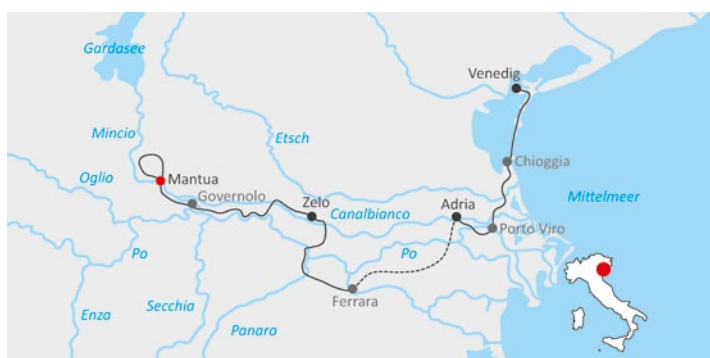 Gardasee
Venedig
Mincio
Etsch
Chioggia
Oglio
Mantua
Governolo
Zelo
Canalbianco
Adria
Mittelmeer
Porto Viro
Po
Po
Ferrara
Secchia
Enza
Panaro